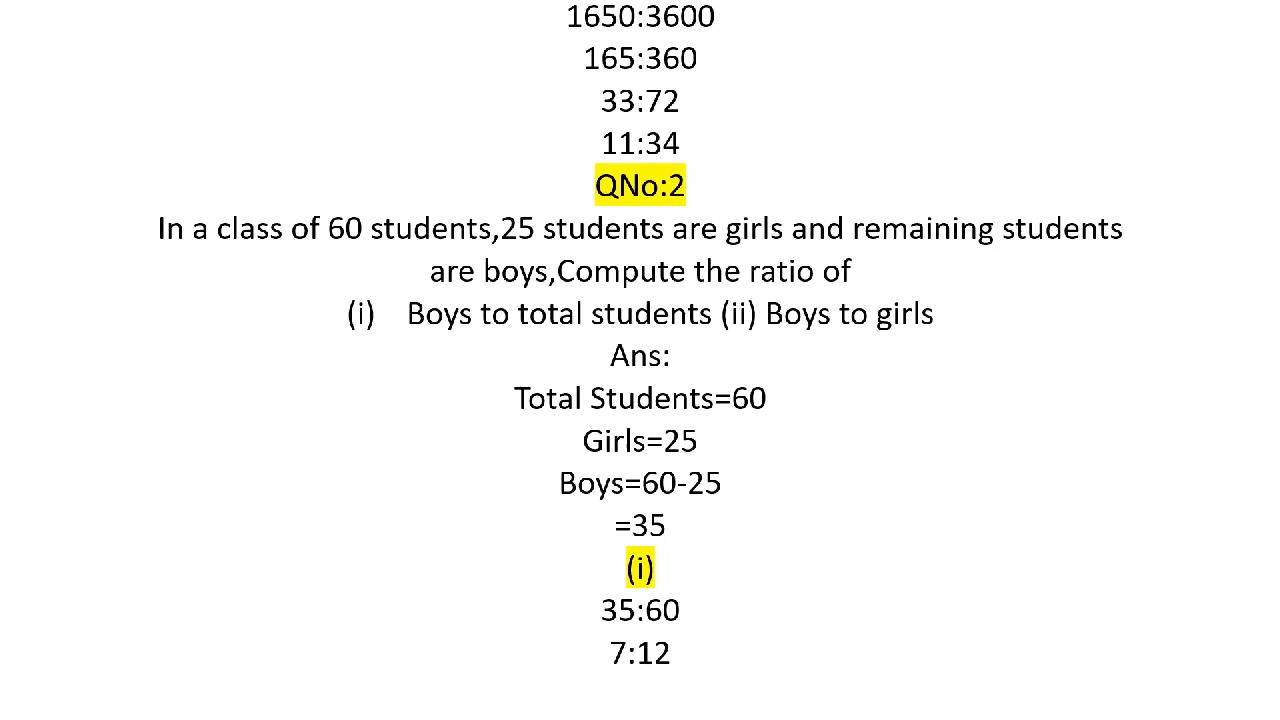 1650:3600
165:360
33:72
11:34
QNo:2
In a class of 60 students,25 students are girls and remaining students
are boys,Compute the ratio of
(i) Boys to total students (ii) Boys to girls
Ans:
Total Students=60
Girls=25
Boys=60-25
=35
(i)
35:60
7:12